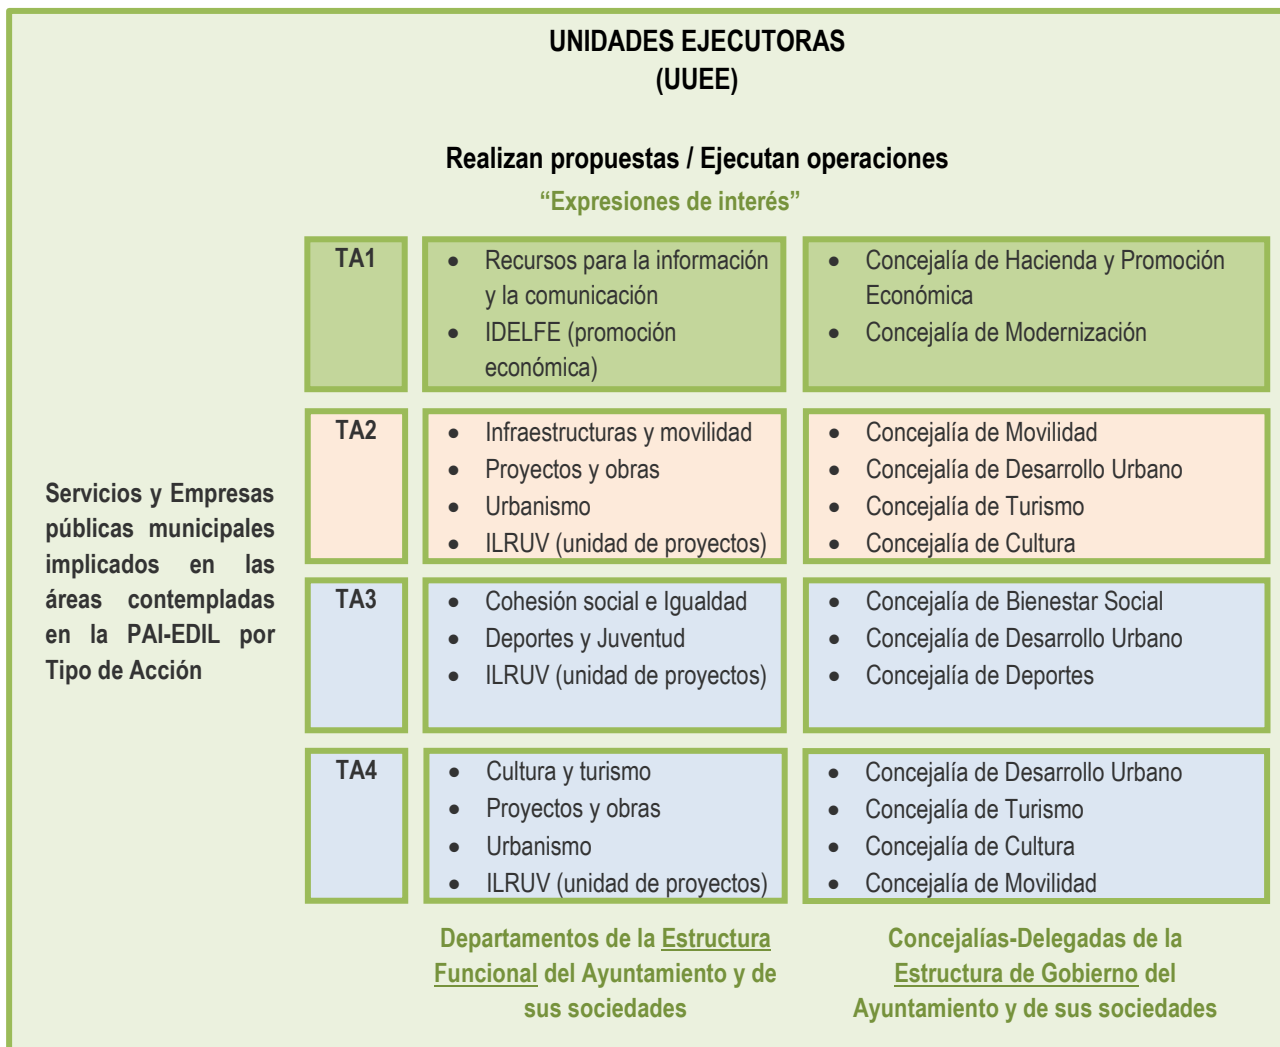 UNIDADES EJECUTORAS
(UUEE)
Realizan propuestas / Ejecutan operaciones
“Expresiones de interés”
Servicios y Empresas
públicas municipales
implicados en las
áreas contempladas
en la PAI-EDIL por
Tipo de Acción
TA1
• Recursos para la información
y la comunicación
• IDELFE (promoción
económica)
• Concejalía de Hacienda y Promoción
Económica
• Concejalía de Modernización
TA2
• Infraestructuras y movilidad
• Proyectos y obras
• Urbanismo
• ILRUV (unidad de proyectos)
• Concejalía de Movilidad
• Concejalía de Desarrollo Urbano
• Concejalía de Turismo
• Concejalía de Cultura
TA3
• Cohesión social e Igualdad
• Deportes y Juventud
• ILRUV (unidad de proyectos)
• Concejalía de Bienestar Social
• Concejalía de Desarrollo Urbano
• Concejalía de Deportes
TA4
• Cultura y turismo
• Proyectos y obras
• Urbanismo
• ILRUV (unidad de proyectos)
• Concejalía de Desarrollo Urbano
• Concejalía de Turismo
• Concejalía de Cultura
• Concejalía de Movilidad
Departamentos de la Estructura
Funcional del Ayuntamiento y de
sus sociedades
Concejalías-Delegadas de la
Estructura de Gobierno del
Ayuntamiento y de sus sociedades